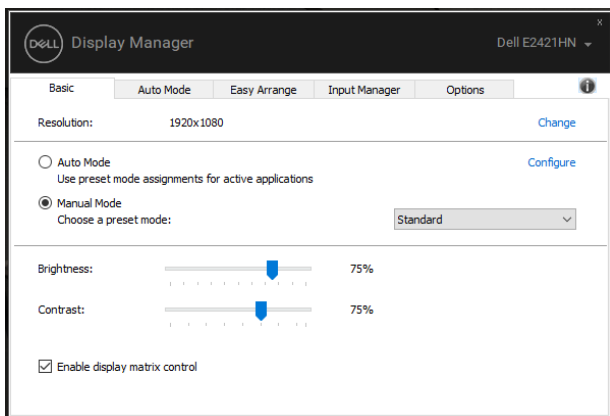 x
DELL Display Manager Dell E2421HN
Basic Auto Mode Easy Arrange Input Manager Options i
Resolution: 1920x1080 Change
Auto Mode Configure
Use preset mode assignments for active applications
Manual Mode
Choose a preset mode: Standard
Brightness: 75%
Contrast: 75%
Enable display matrix control